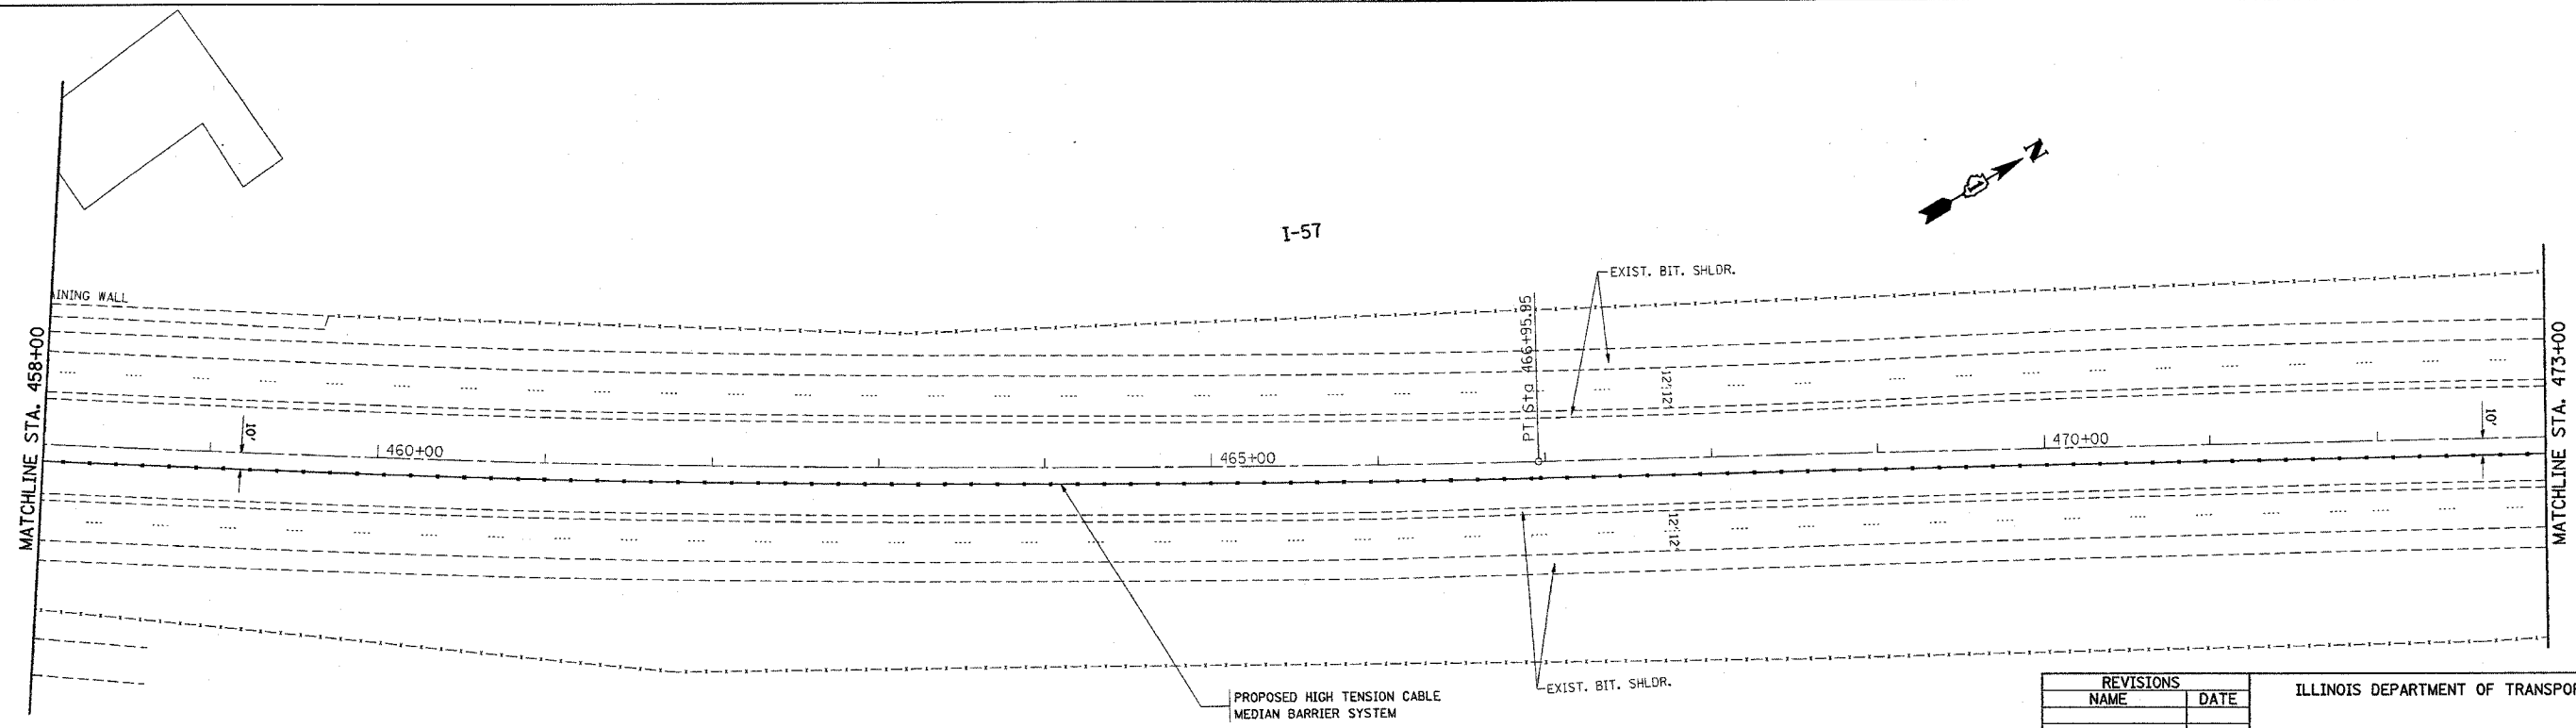 I-57
N
EXIST. BIT. SHLDR.
AINING WALL
MATCHLINE STA. 458+00
PT Sta 466+95.95
12' 12'
10'
460+00
465+00
470+00
10'
MATCHLINE STA. 473+00
12' 12'
PROPOSED HIGH TENSION CABLE
MEDIAN BARRIER SYSTEM
EXIST. BIT. SHLDR.
REVISIONS
NAME DATE
ILLINOIS DEPARTMENT OF TRANSPOR